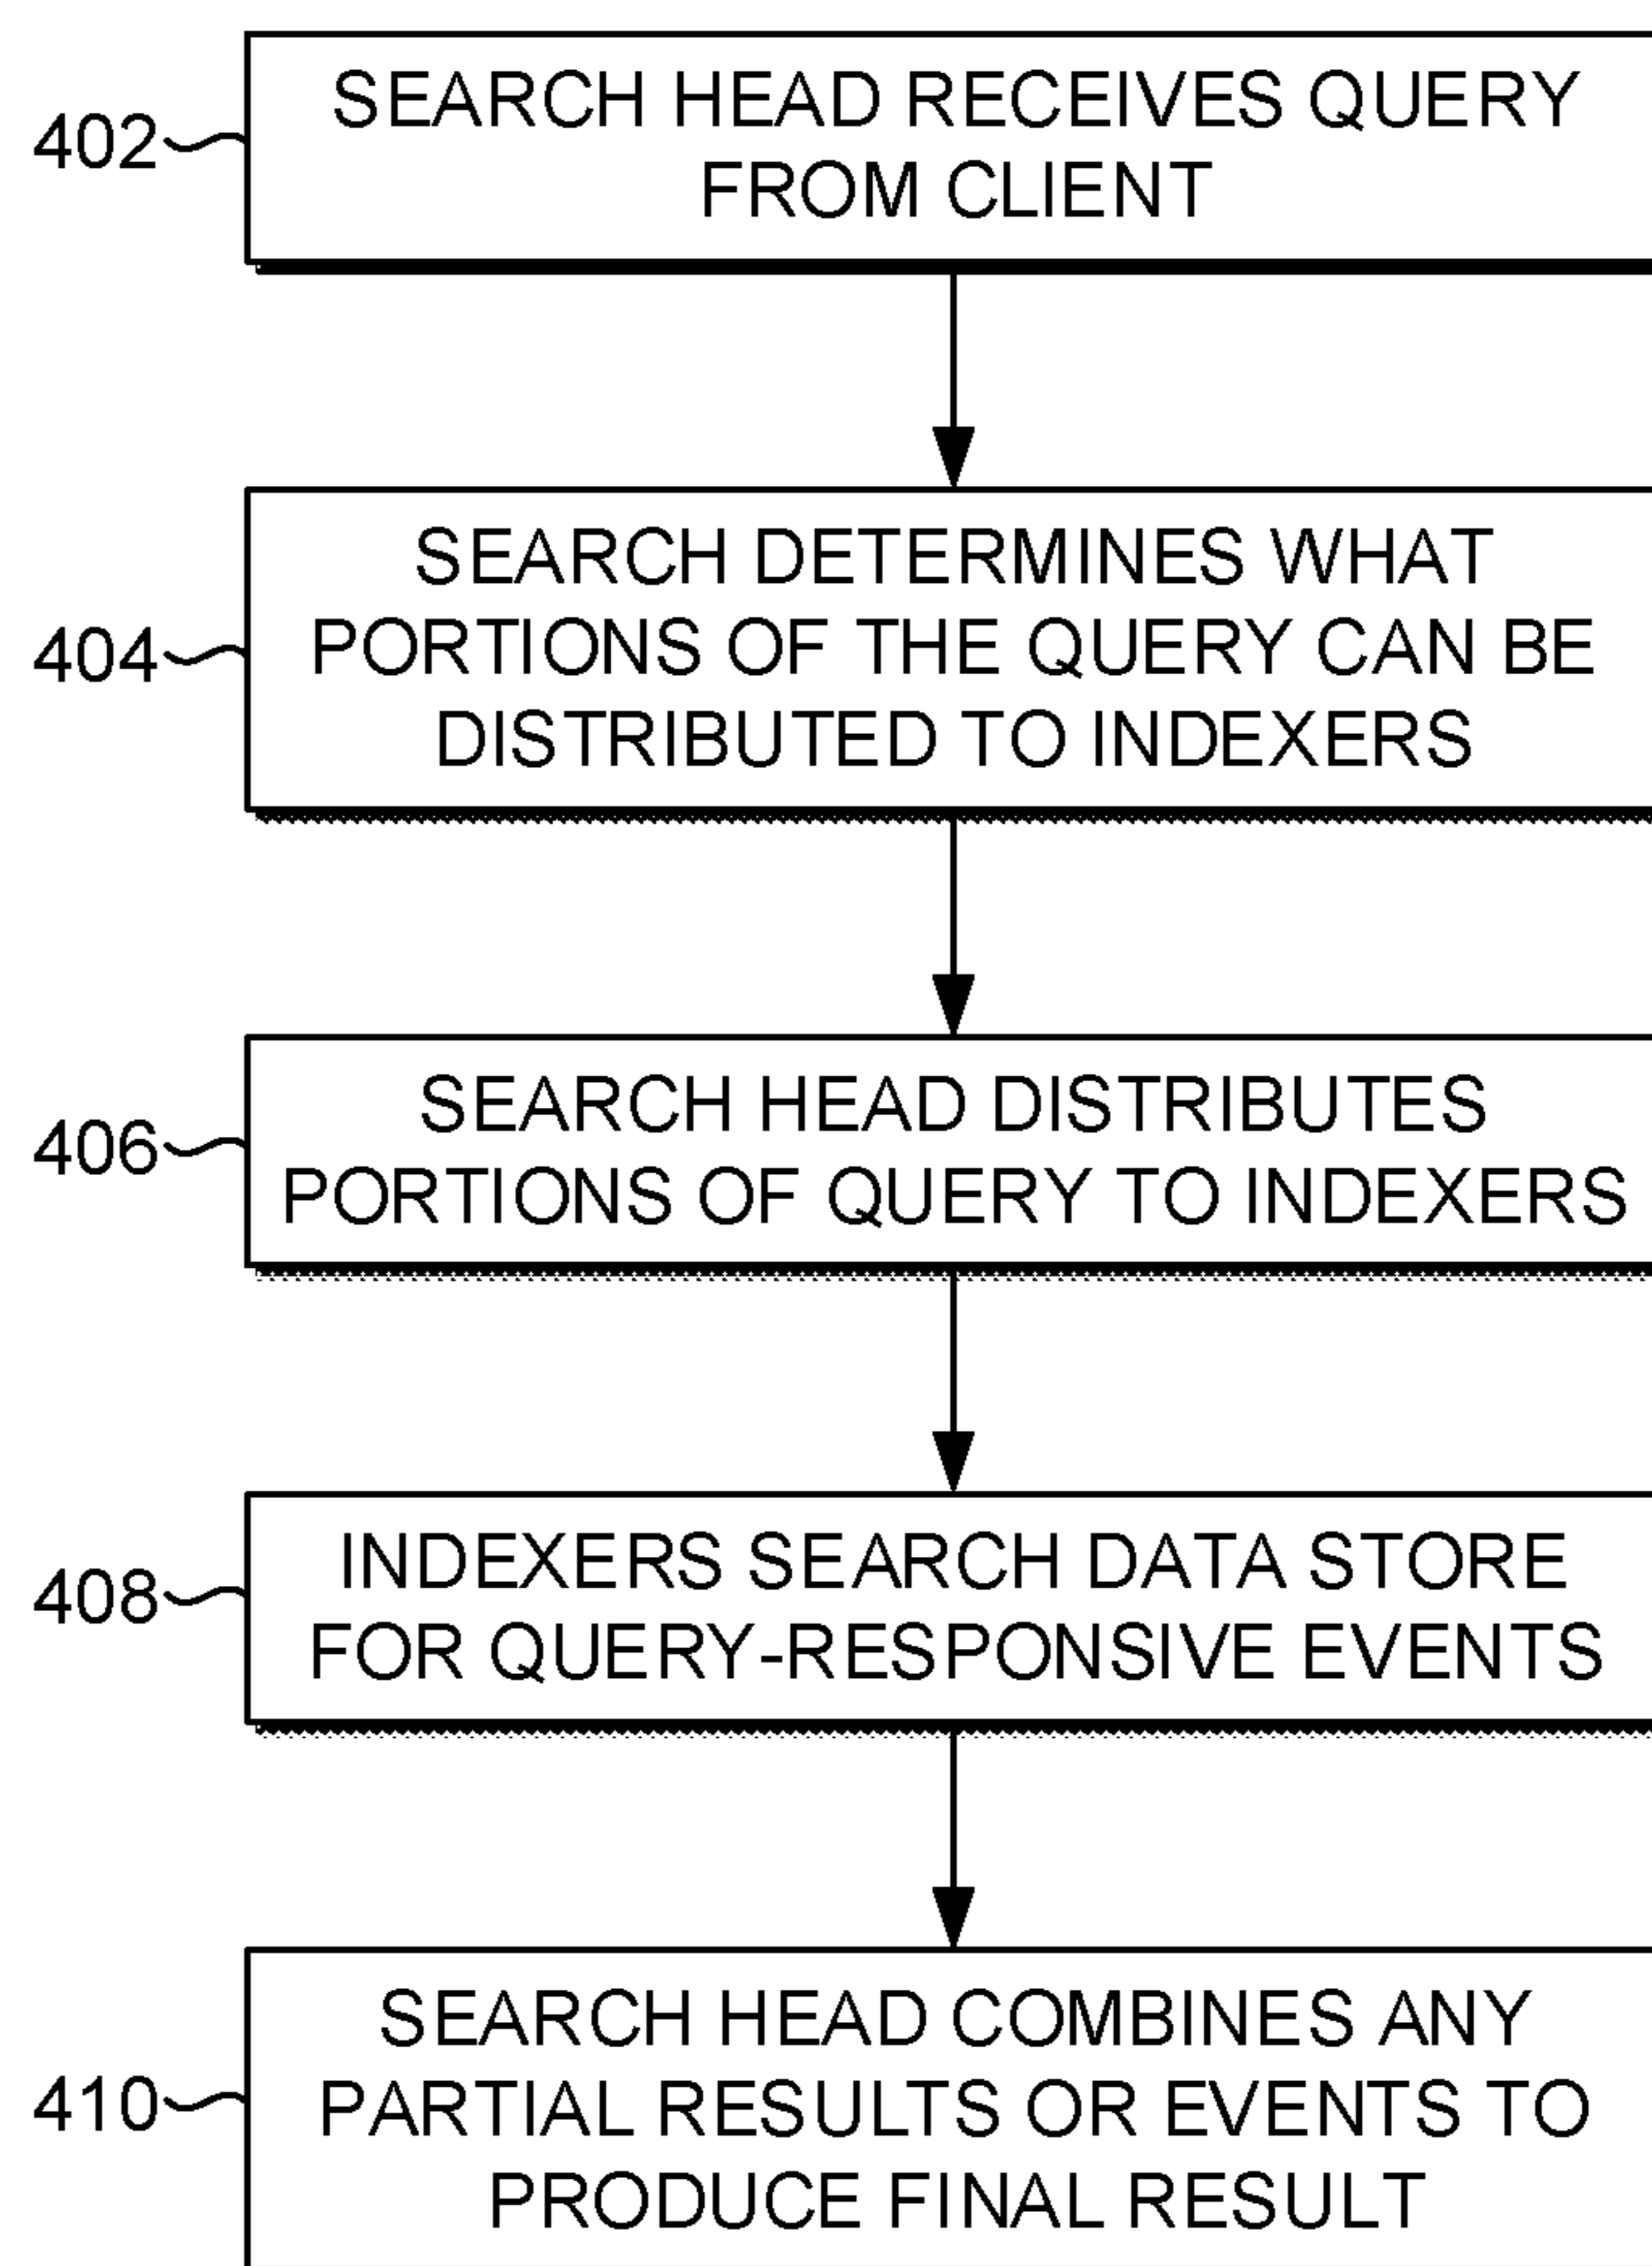 SEARCH HEAD RECEIVES QUERY
402
FROM CLIENT
SEARCH DETERMINES WHAT
PORTIONS OF THE QUERY CAN BE
404
DISTRIBUTED TO INDEXERS
SEARCH HEAD DISTRIBUTES
406
PORTIONS OF QUERY TO INDEXERS
INDEXERS SEARCH DATA STORE
408
FOR QUERY-RESPONSIVE EVENTS
SEARCH HEAD COMBINES ANY
410
PARTIAL RESULTS OR EVENTS TO
PRODUCE FINAL RESULT